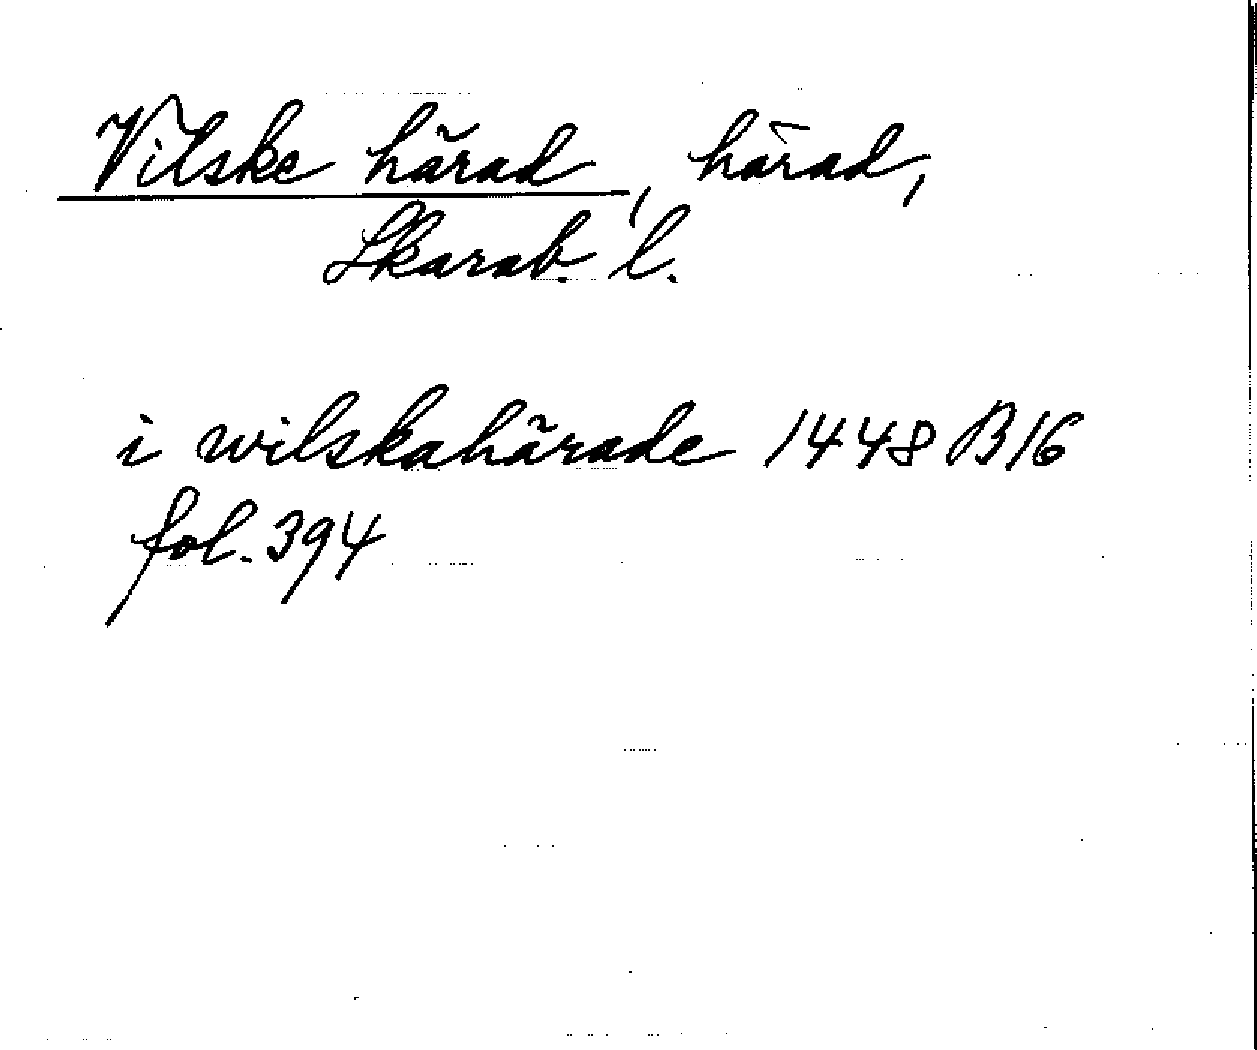 Vilske härad, härad,
Skarab. l.
i wilskahärade 1448 B16
fol. 394